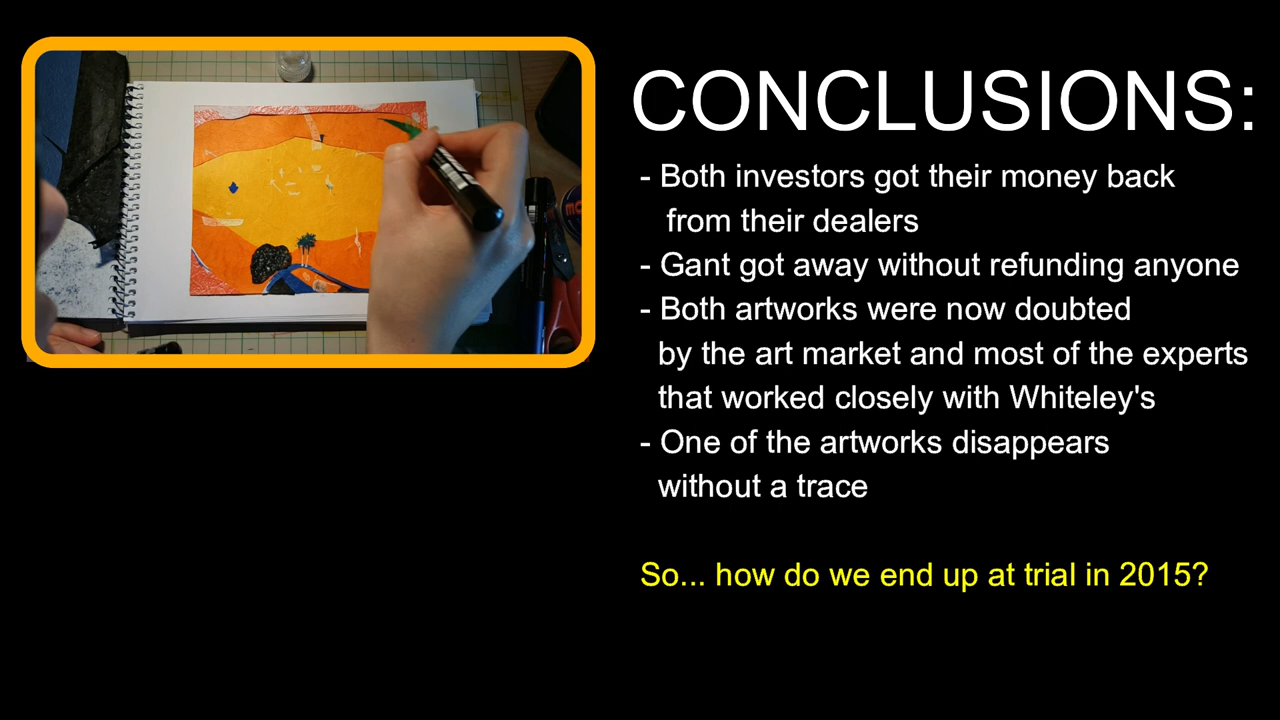 CONCLUSIONS:
- Both investors got their money back
from their dealers
- Gant got away without refunding anyone
- Both artworks were now doubted
by the art market and most of the experts
that worked closely with Whiteley's
- One of the artworks disappears
without a trace
So... how do we end up at trial in 2015?